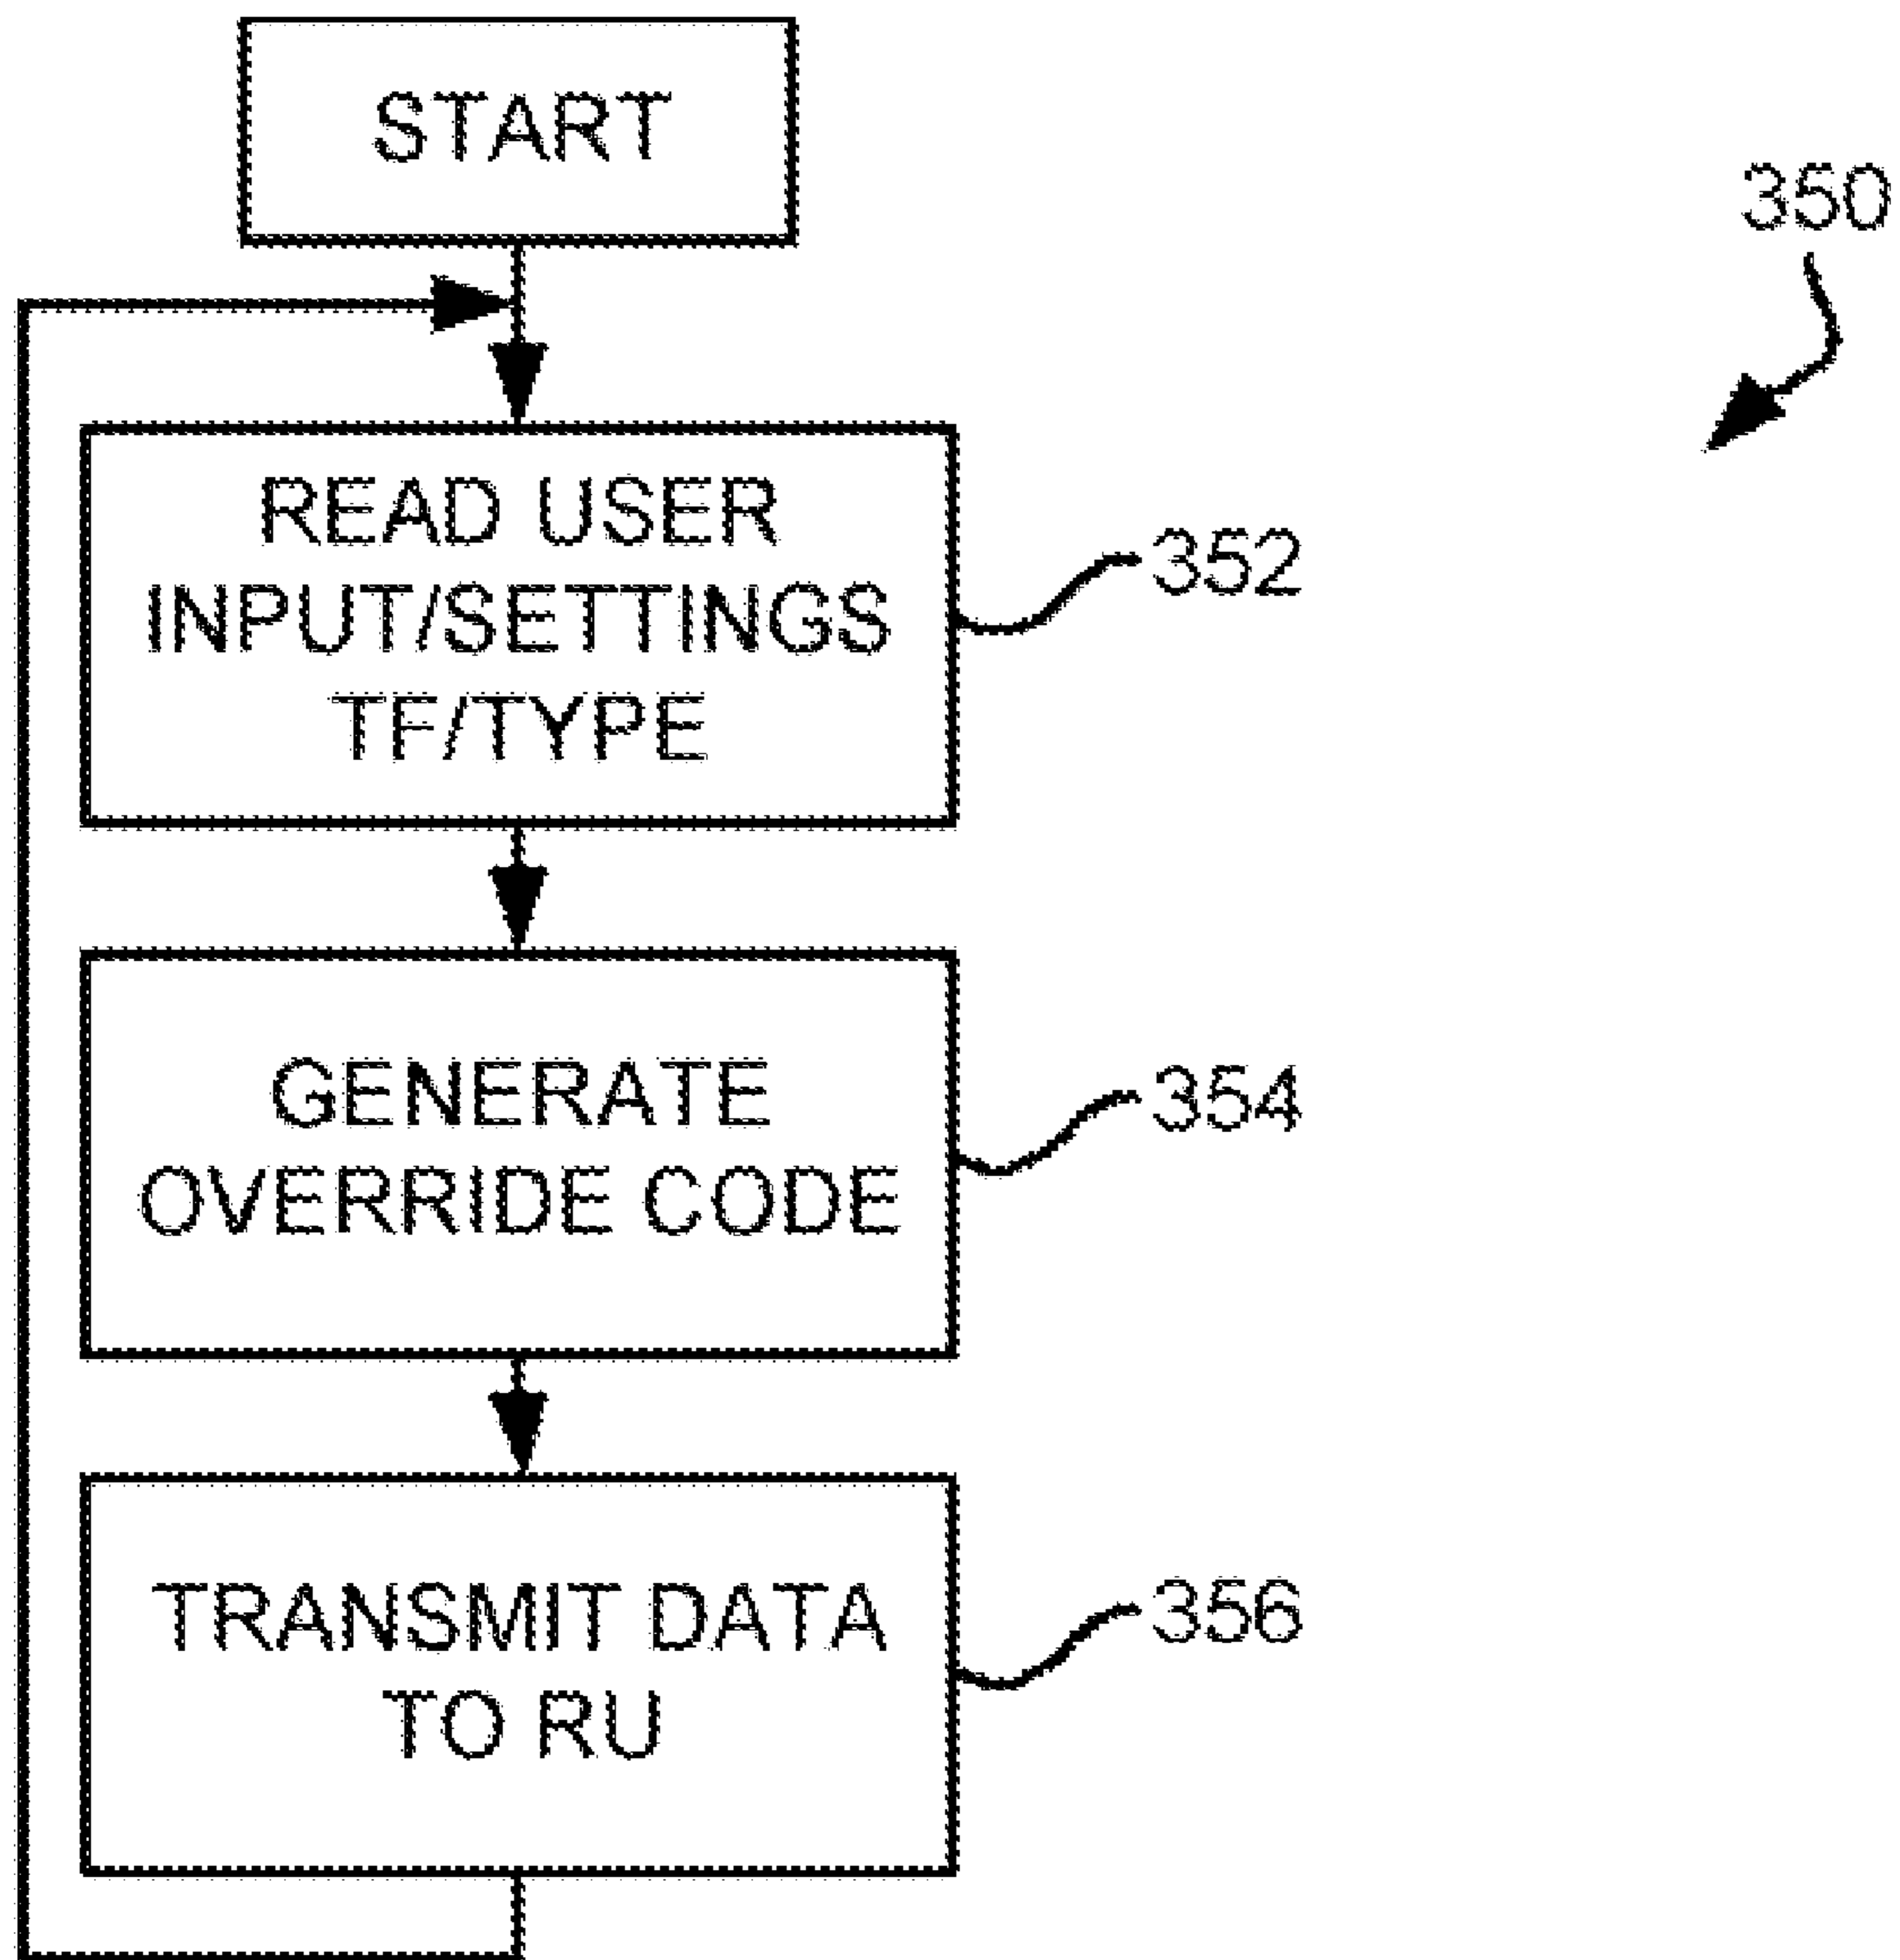 START
350
READ USER
INPUT/SETTINGS
TF/TYPE
352
GENERATE
OVERRIDE CODE
354
TRANSMIT DATA
TO RU
356